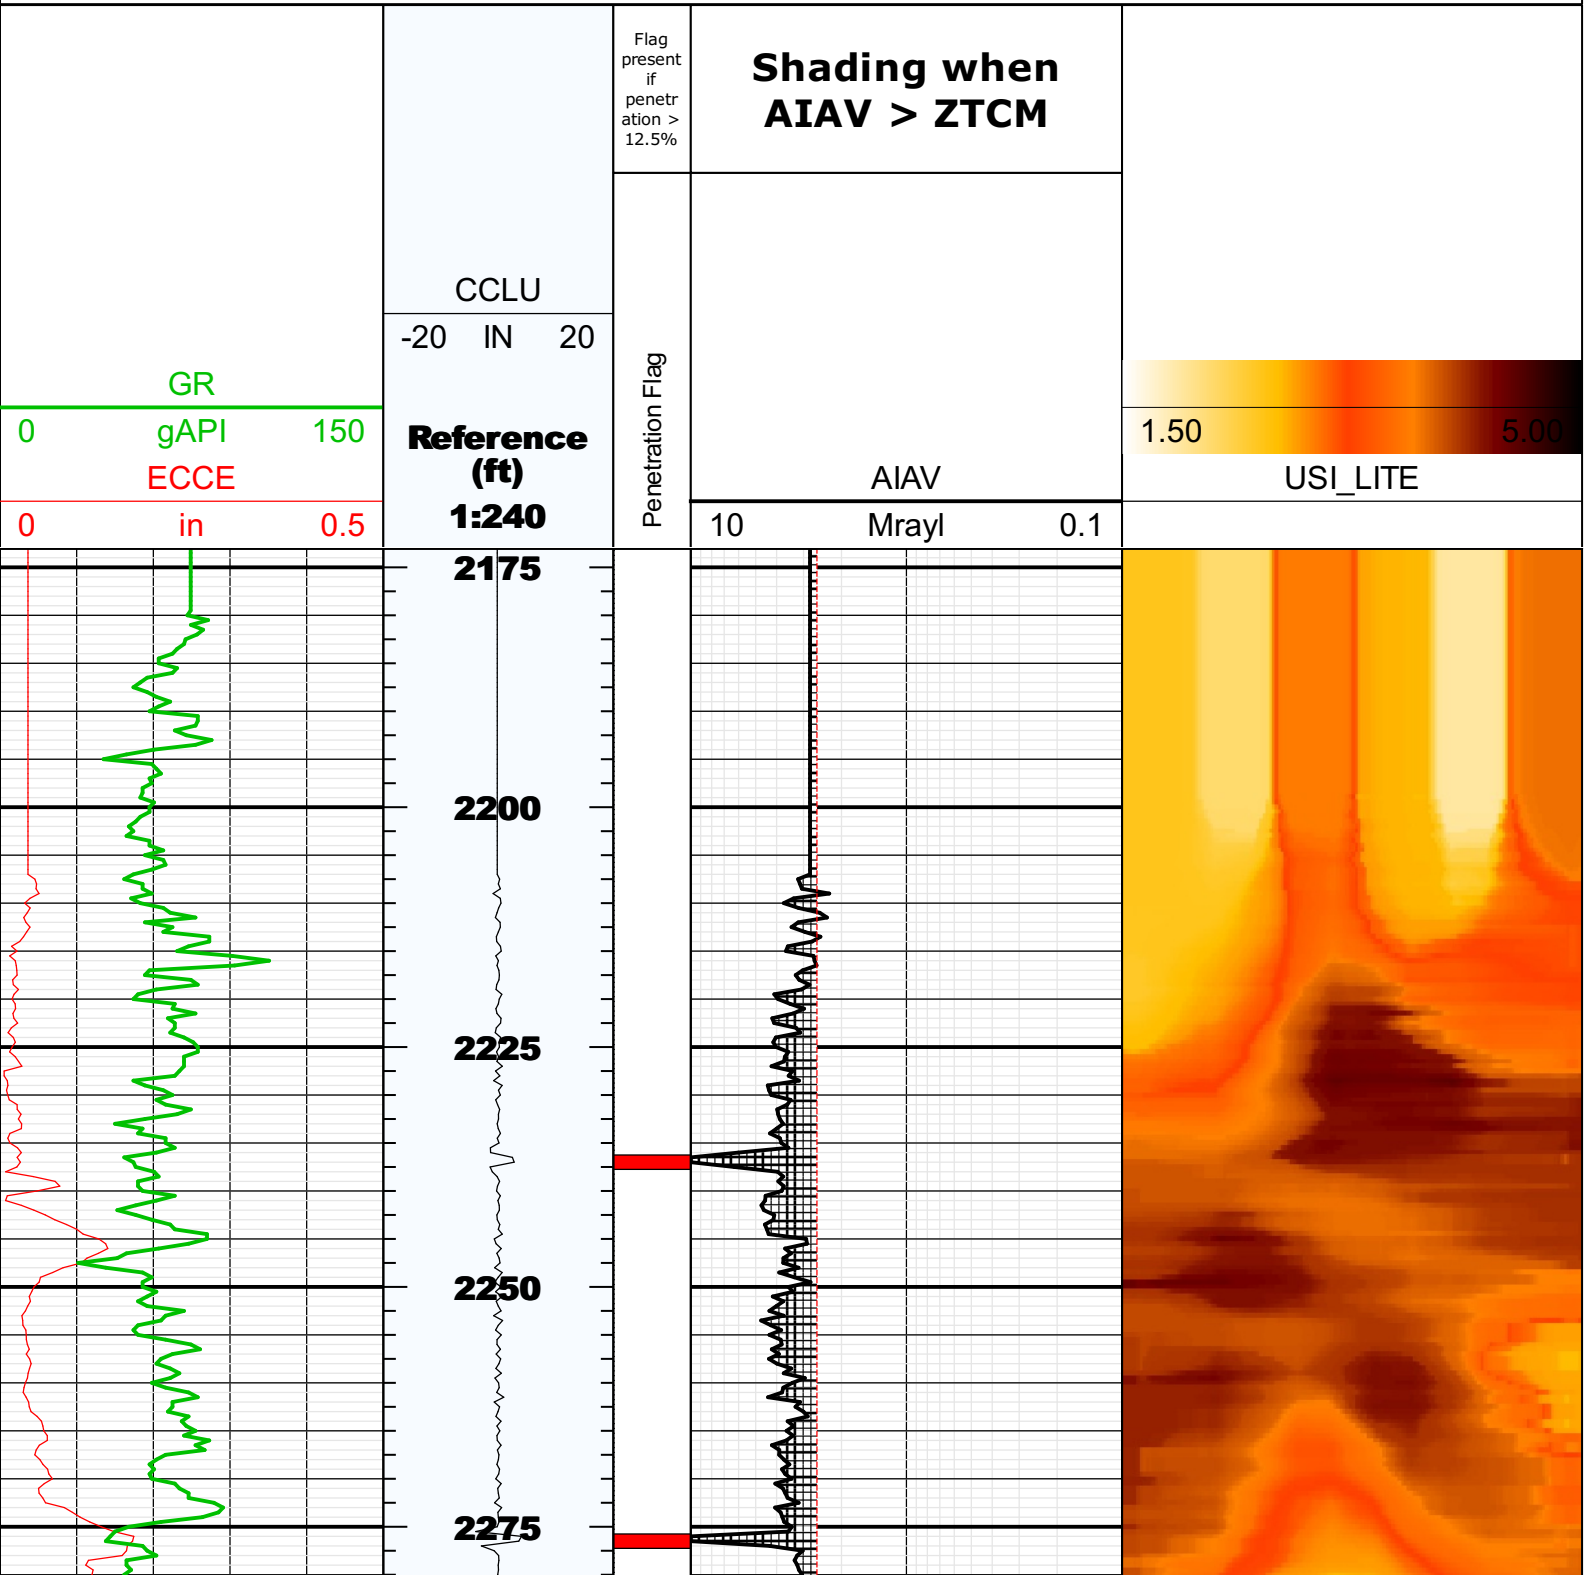 Flag
present
if
penetr
ation >
12.5%
Shading when
AIAV > ZTCM
CCLU
-20 IN 20
GR
0 gAPI 150
ECCE
0 in 0.5
Reference
(ft)
1:240
Penetration Flag
AIAV
10 Mrayl 0.1
1.50 5.00
USI_LITE
2175
2200
2225
2250
2275